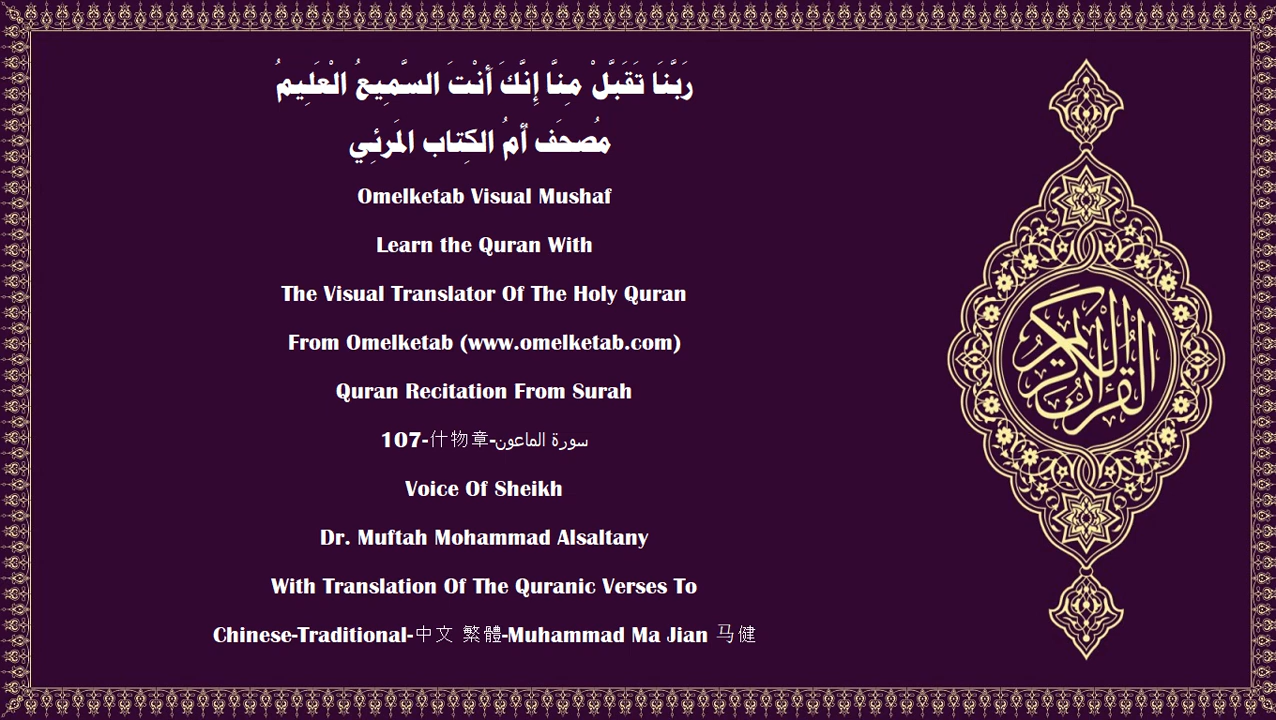 رَبَّنَا تَقَبَّلْ مِنَّا إِنَّكَ أَنْتَ السَّمِيعُ الْعَلِيمُ
مُصحَف أمُ الكِتاب المَرئِي
Omelketab Visual Mushaf
Learn the Quran With
The Visual Translator Of The Holy Quran
From Omelketab (www.omelketab.com)
Quran Recitation From Surah
107-什物章-سورة الماعون
Voice Of Sheikh
Dr. Muftah Mohammad Alsaltany
With Translation Of The Quranic Verses To
Chinese-Traditional-中文 繁體-Muhammad Ma Jian 马健
القرآن الكريم